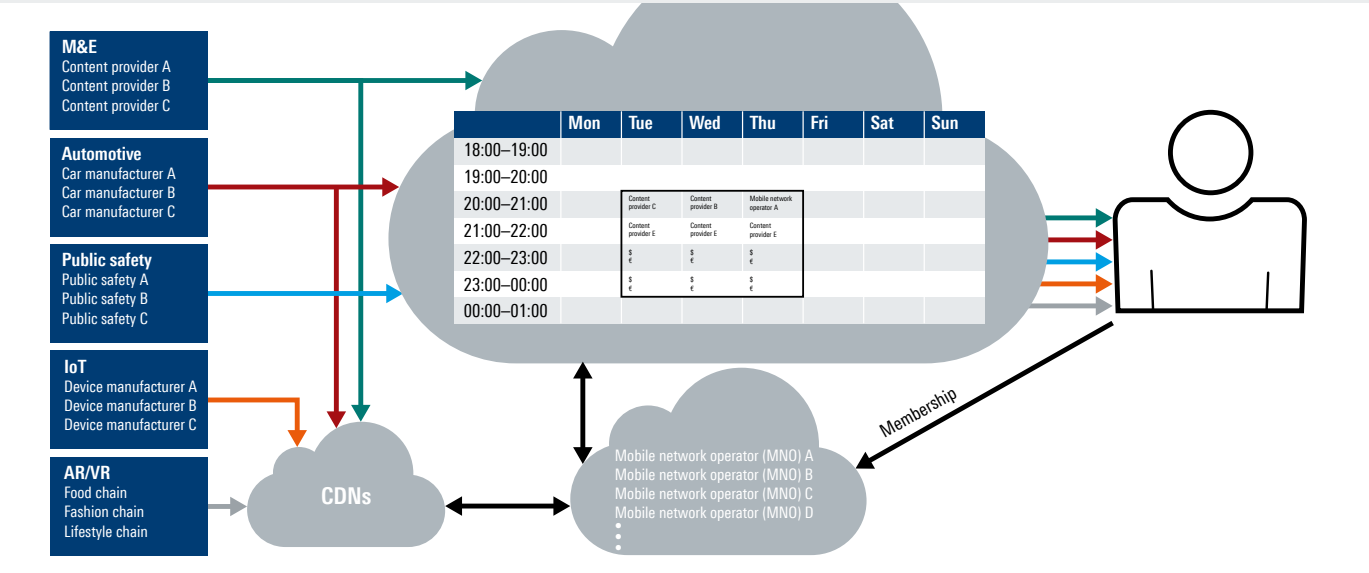 M&E
Content provider A
Content provider B
Content provider C
Automotive
Car manufacturer A
Car manufacturer B
Car manufacturer C
Public safety
Public safety A
Public safety B
Public safety C
IoT
Device manufacturer A
Device manufacturer B
Device manufacturer C
AR/VR
Food chain
Fashion chain
Lifestyle chain
CDNs
Mon Tue Wed Thu Fri Sat Sun
18:00–19:00
19:00–20:00
20:00–21:00
Content provider C
Content provider B
Mobile network operator A
21:00–22:00
Content provider E
Content provider E
Content provider E
22:00–23:00
$ € $ € $ €
23:00–00:00
$ € $ € $ €
00:00–01:00
Mobile network operator (MNO) A
Mobile network operator (MNO) B
Mobile network operator (MNO) C
Mobile network operator (MNO) D
Membership